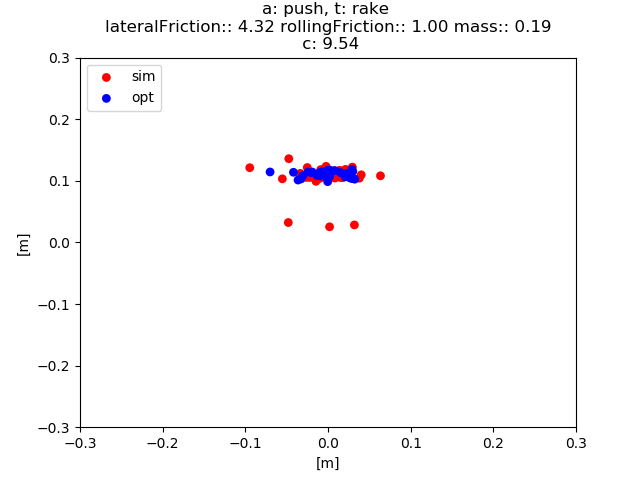 a: push, t: rake
lateralFriction:: 4.32 rollingFriction:: 1.00 mass:: 0.19
c: 9.54
sim
opt
0.3
0.2
0.1
0.0
−0.1
−0.2
−0.3
[m]
−0.3
−0.2
−0.1
0.0
0.1
0.2
0.3
[m]